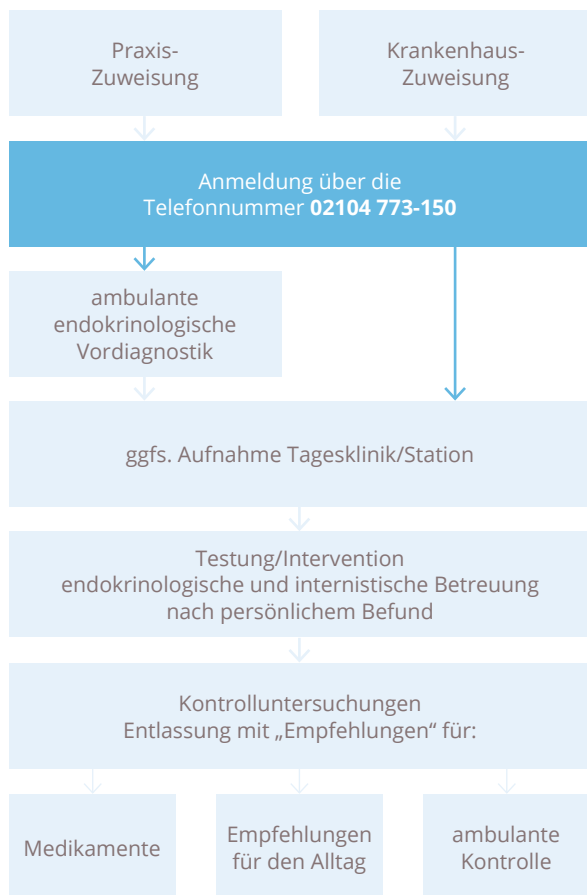 Praxis-
Zuweisung
Krankenhaus-
Zuweisung
Anmeldung über die
Telefonnummer 02104 773-150
ambulante
endokrinologische
Vordiagnostik
ggfs. Aufnahme Tagesklinik/Station
Testung/Intervention
endokrinologische und internistische Betreuung
nach persönlichem Befund
Kontrolluntersuchungen
Entlassung mit „Empfehlungen“ für:
Medikamente
Empfehlungen
für den Alltag
ambulante
Kontrolle